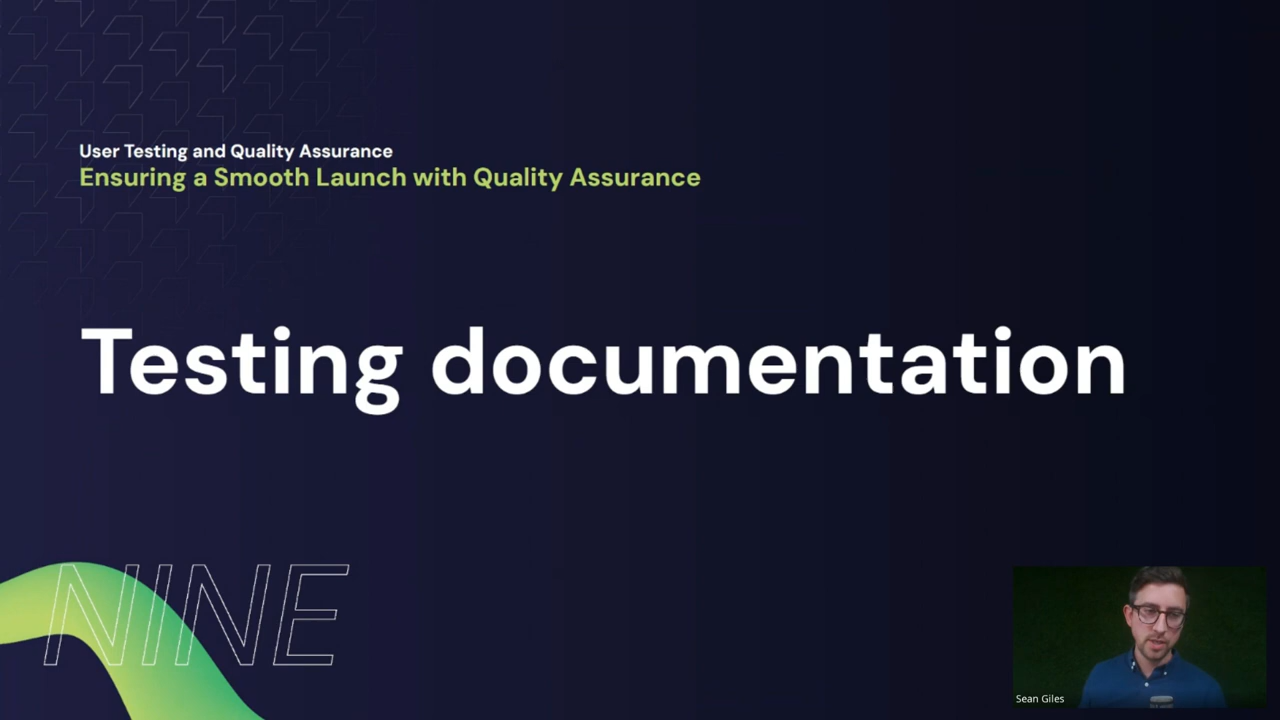 User Testing and Quality Assurance
Ensuring a Smooth Launch with Quality Assurance
Testing documentation
NINE
Sean Giles